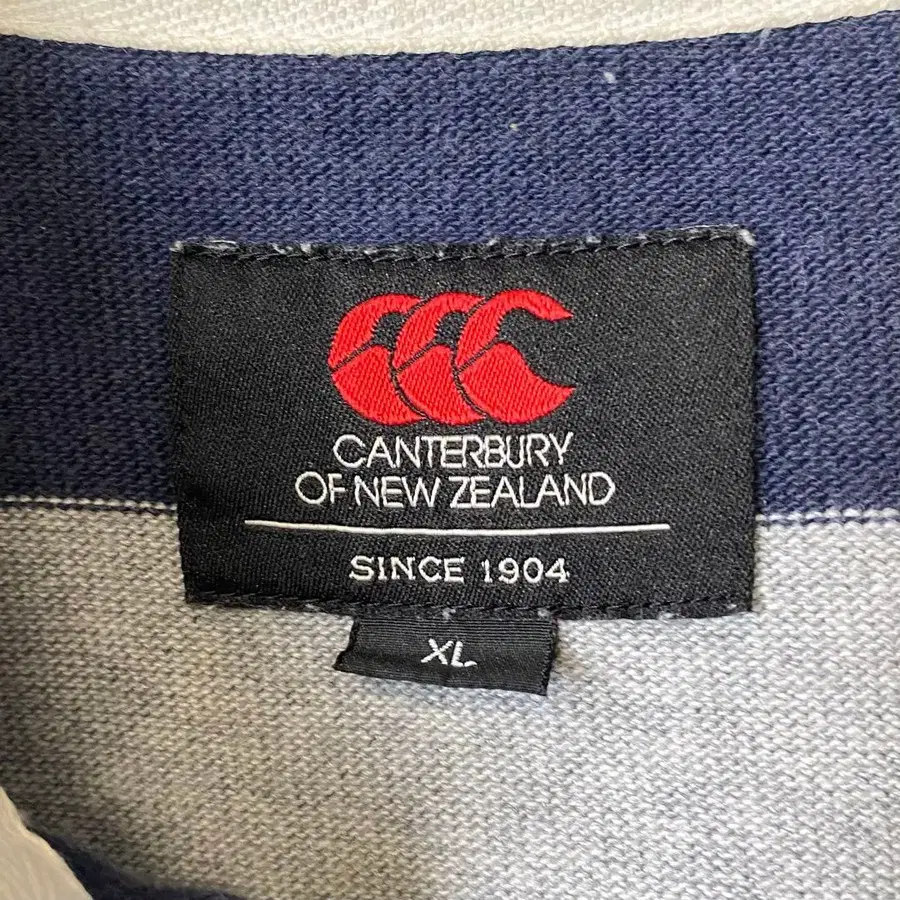 CANTERBURY
OF NEW ZEALAND
SINCE 1904
XL